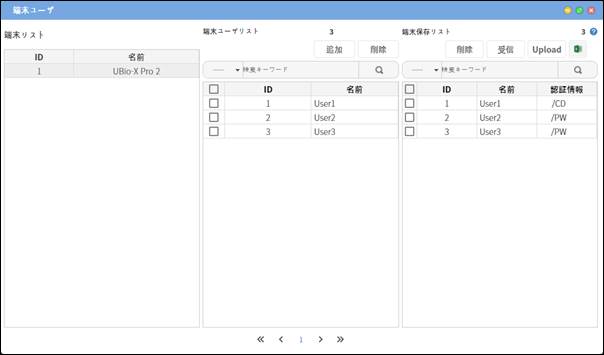 端末ユーザ
端末リスト
ID 名前
1 UBio-X Pro 2
端末ユーザリスト 3
追加 削除
---- 検索キーワード
ID 名前
1 User1
2 User2
3 User3
端末保存リスト 3 ?
削除 受信 Upload
---- 検索キーワード
ID 名前 認証情報
1 User1 /CD
2 User2 /PW
3 User3 /PW
« ‹ 1 › »